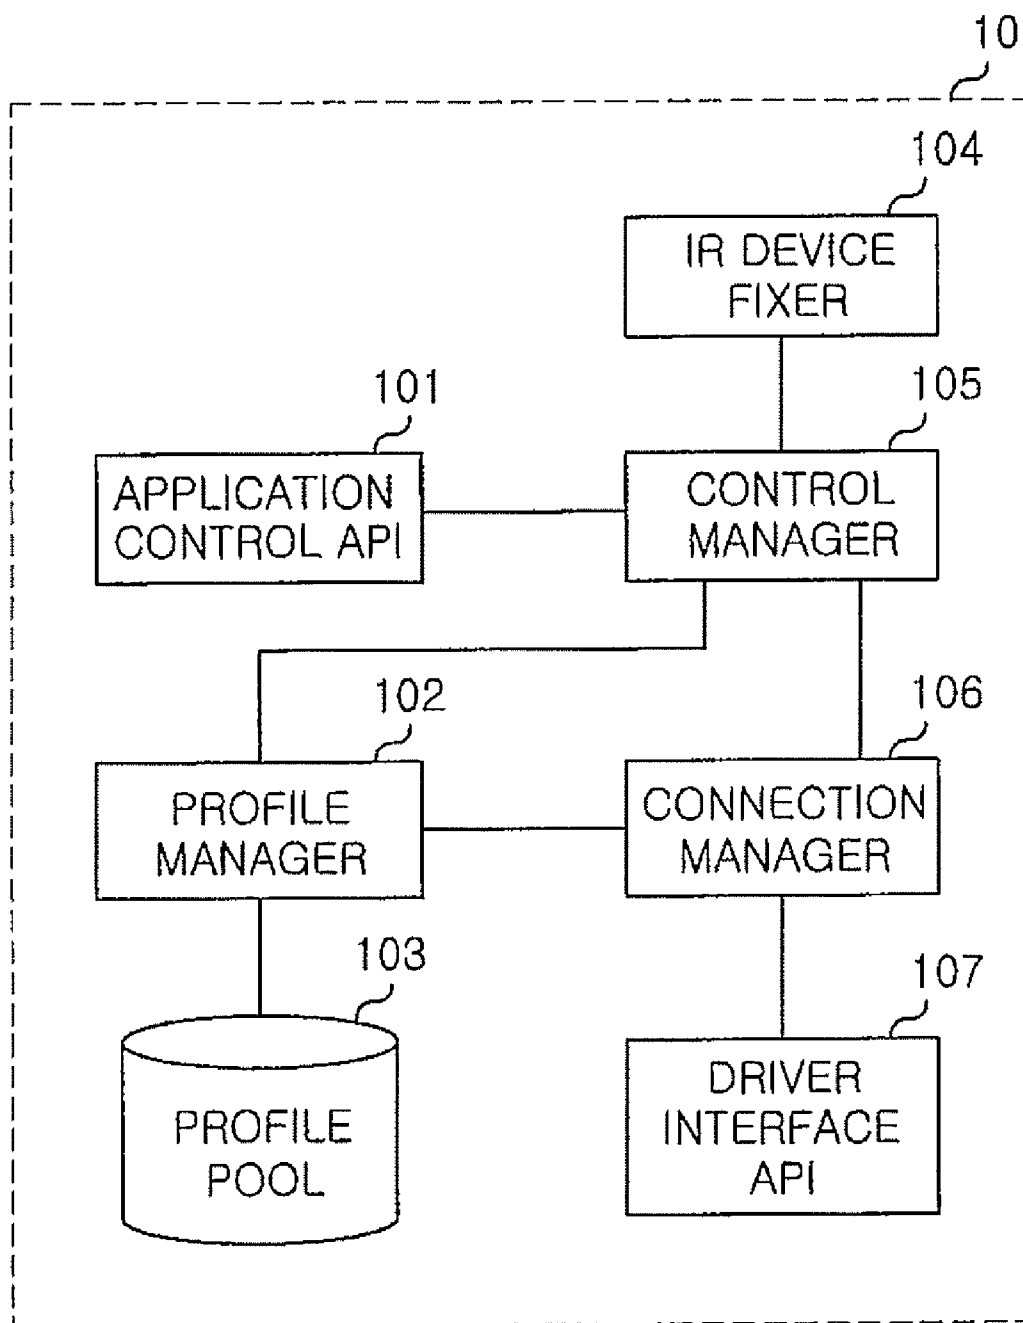 10
104
IR DEVICE
FIXER
101
105
APPLICATION
CONTROL API
CONTROL
MANAGER
102
106
PROFILE
MANAGER
CONNECTION
MANAGER
103
107
PROFILE
POOL
DRIVER
INTERFACE
API